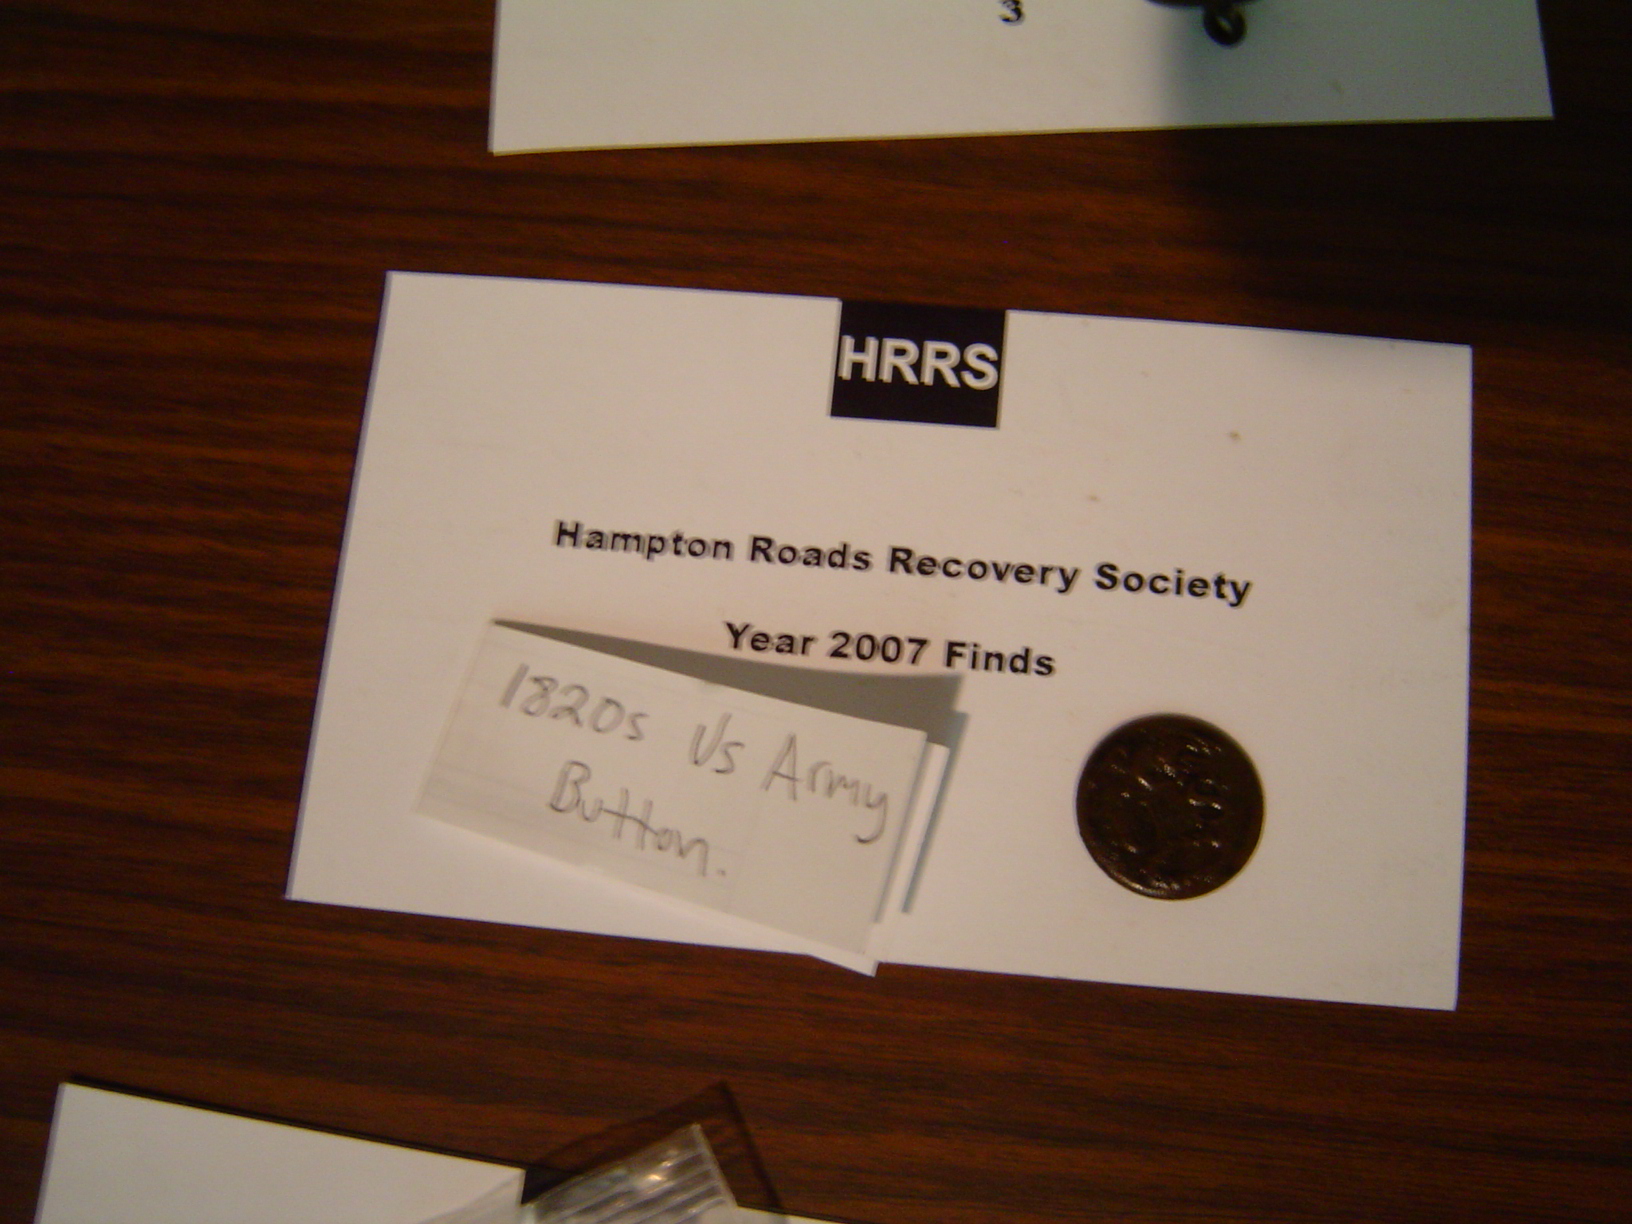 3
HRRS
Hampton Roads Recovery Society
Year 2007 Finds
1820s US Army
Button.